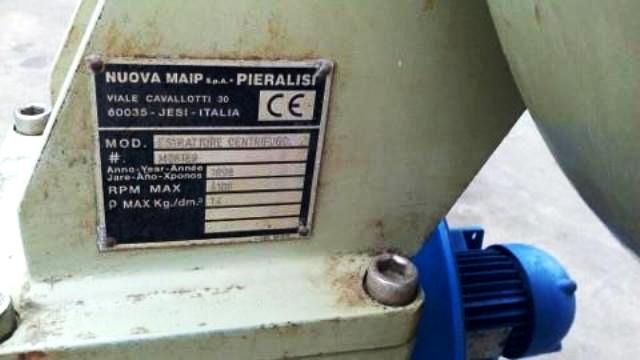 NUOVA MAIP S.p.A. - PIERALISI
VIALE CAVALLOTTI 30
60035 - JESI - ITALIA
CE
MOD. ESTRATTORE CENTRIFUGO
#.
Anno-Year-Année
Jare-Año-Xponos
RPM MAX
ρ MAX Kg./dm.³